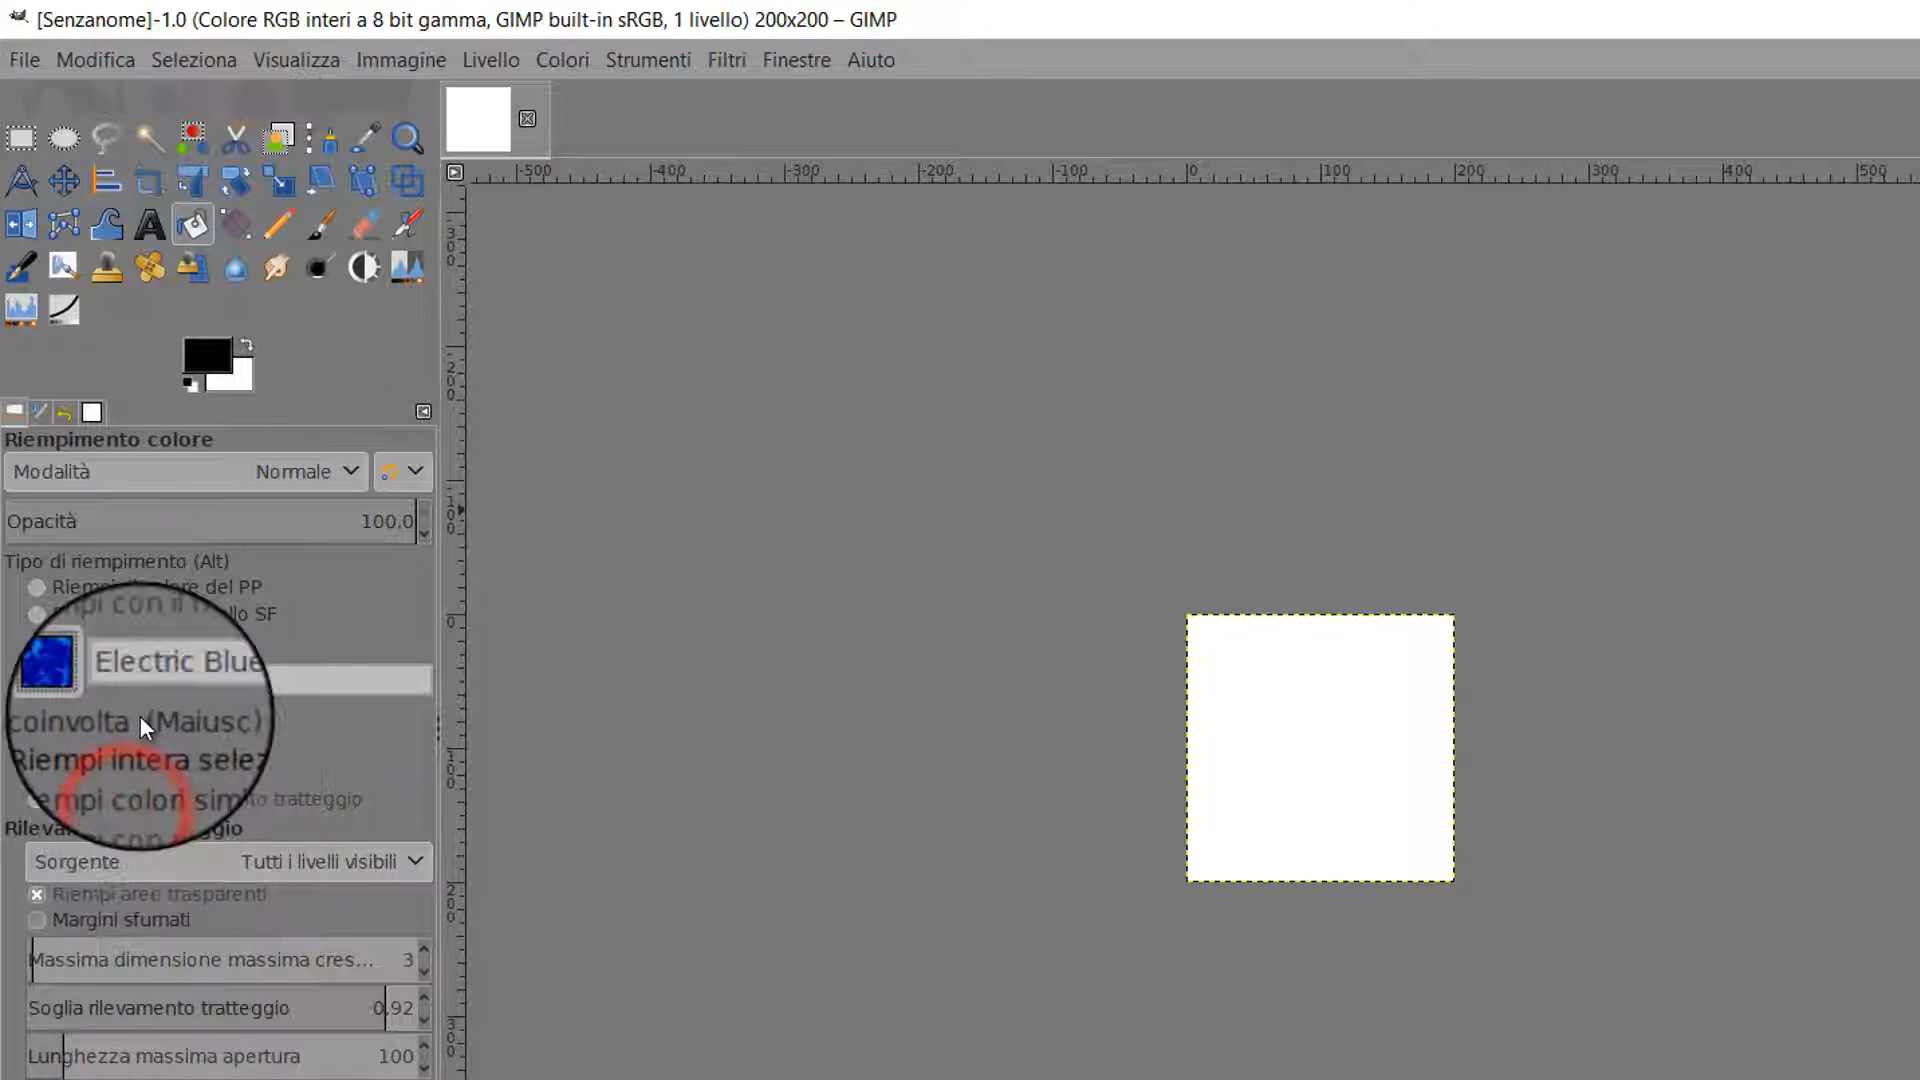 [Senzanome]-1.0 (Colore RGB interi a 8 bit gamma, GIMP built-in sRGB, 1 livello) 200x200 – GIMP
File Modifica Seleziona Visualizza Immagine Livello Colori Strumenti Filtri Finestre Aiuto
-500 -400 -300 -200 -100 0 100 200 300 400 500
Riempimento colore
Modalità Normale
Opacità 100.0
Tipo di riempimento (Alt)
del PP
SF
Electric Blue
coinvolta (Maiusc)
Riempi intera
colori
tratteggio
Sorgente Tutti i livelli visibili
Riempi aree trasparenti
Margini sfumati
Massima dimensione massima cres... 3
Soglia rilevamento tratteggio 0,92
Lunghezza massima apertura 100